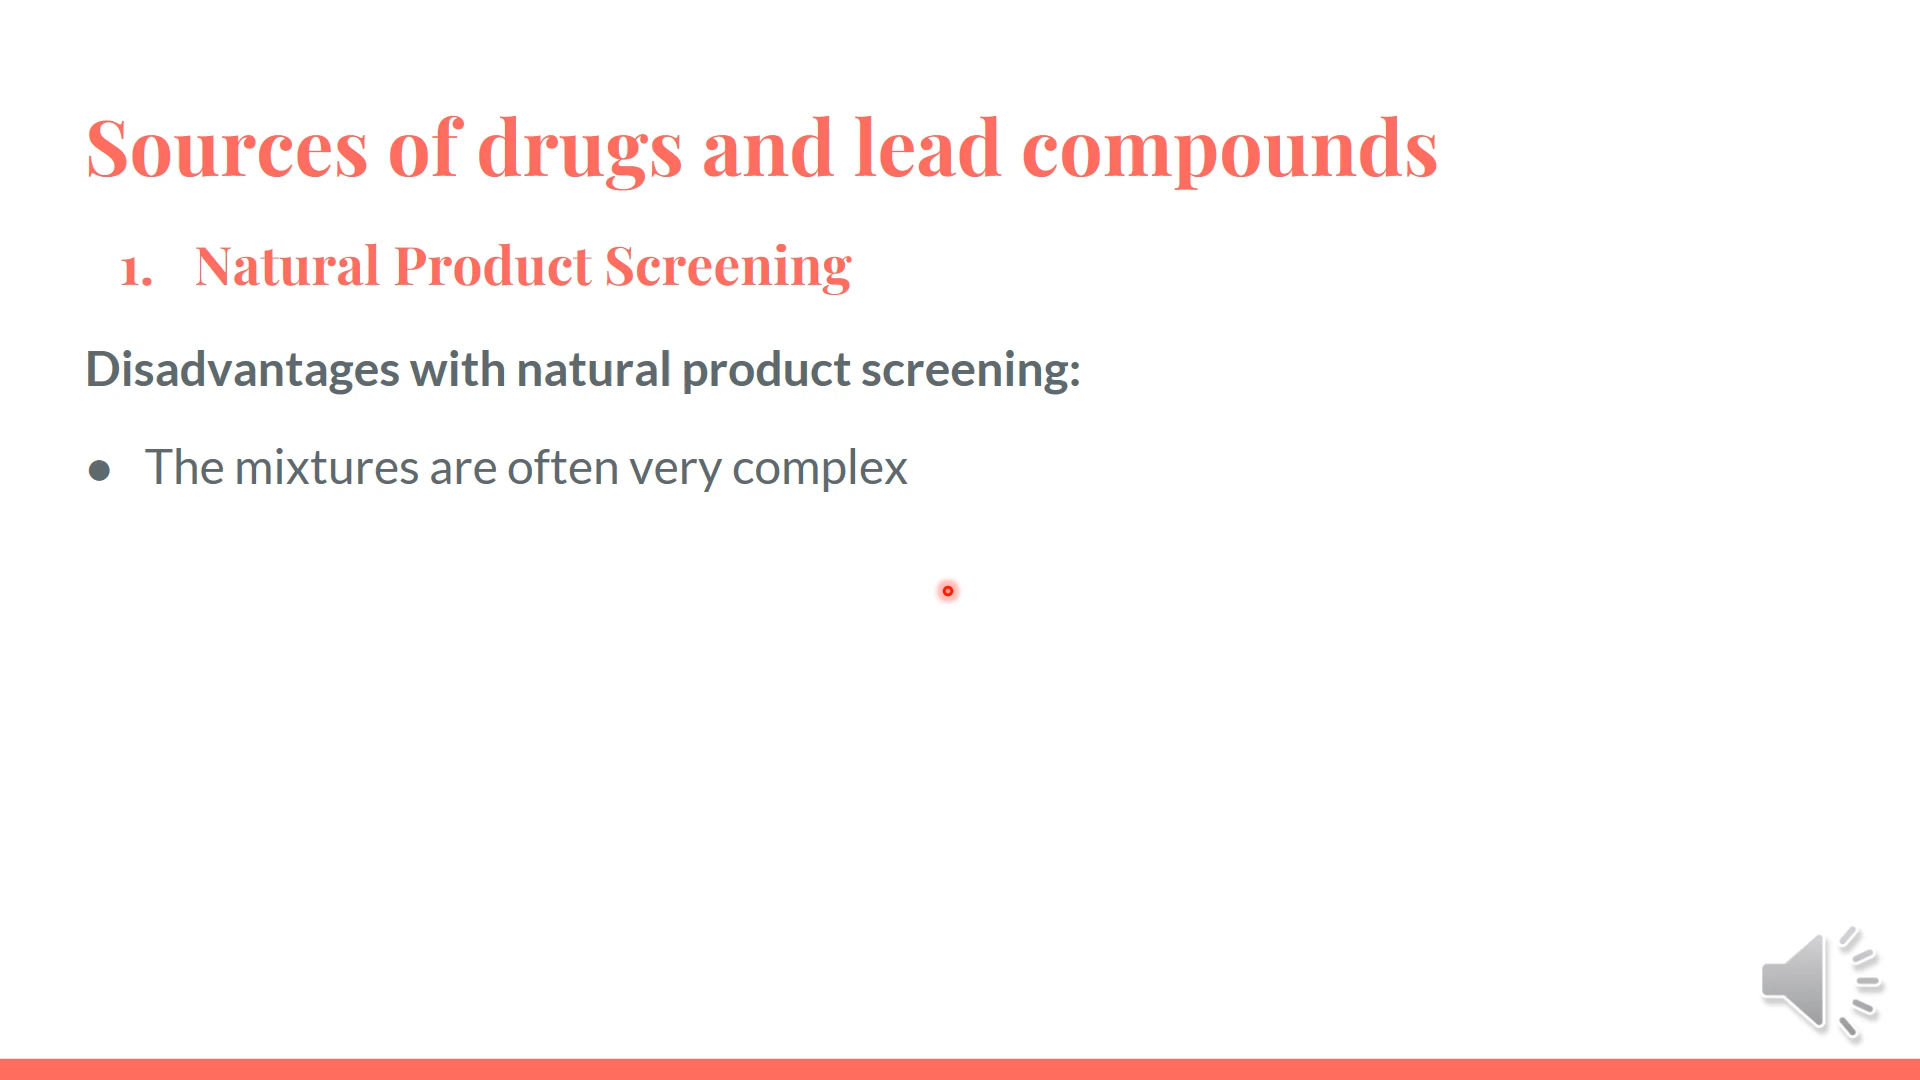 Sources of drugs and lead compounds
1. Natural Product Screening
Disadvantages with natural product screening:
● The mixtures are often very complex